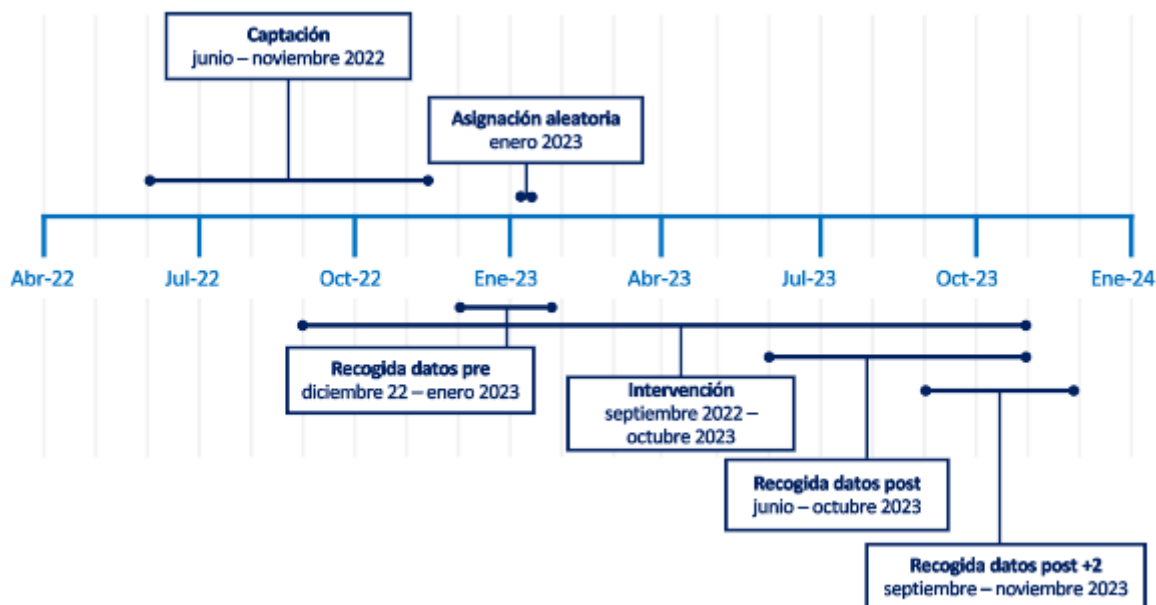 Captación
junio – noviembre 2022
Asignación aleatoria
enero 2023
Abr-22
Jul-22
Oct-22
Ene-23
Abr-23
Jul-23
Oct-23
Ene-24
Recogida datos pre
diciembre 22 – enero 2023
Intervención
septiembre 2022 –
octubre 2023
Recogida datos post
junio – octubre 2023
Recogida datos post +2
septiembre – noviembre 2023